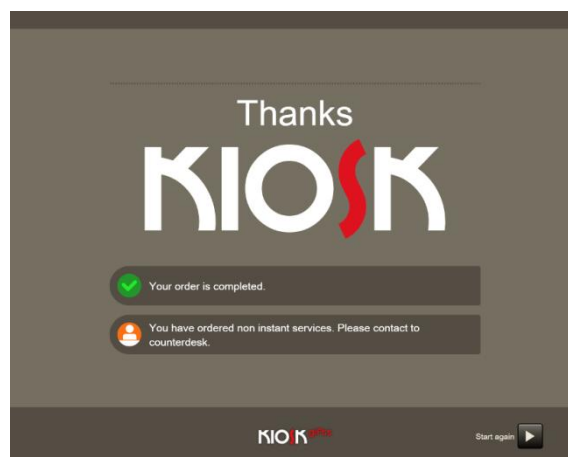 Thanks
KIOSK
Your order is completed.
You have ordered non instant services. Please contact to
counterdesk.
KIOSK
Start again